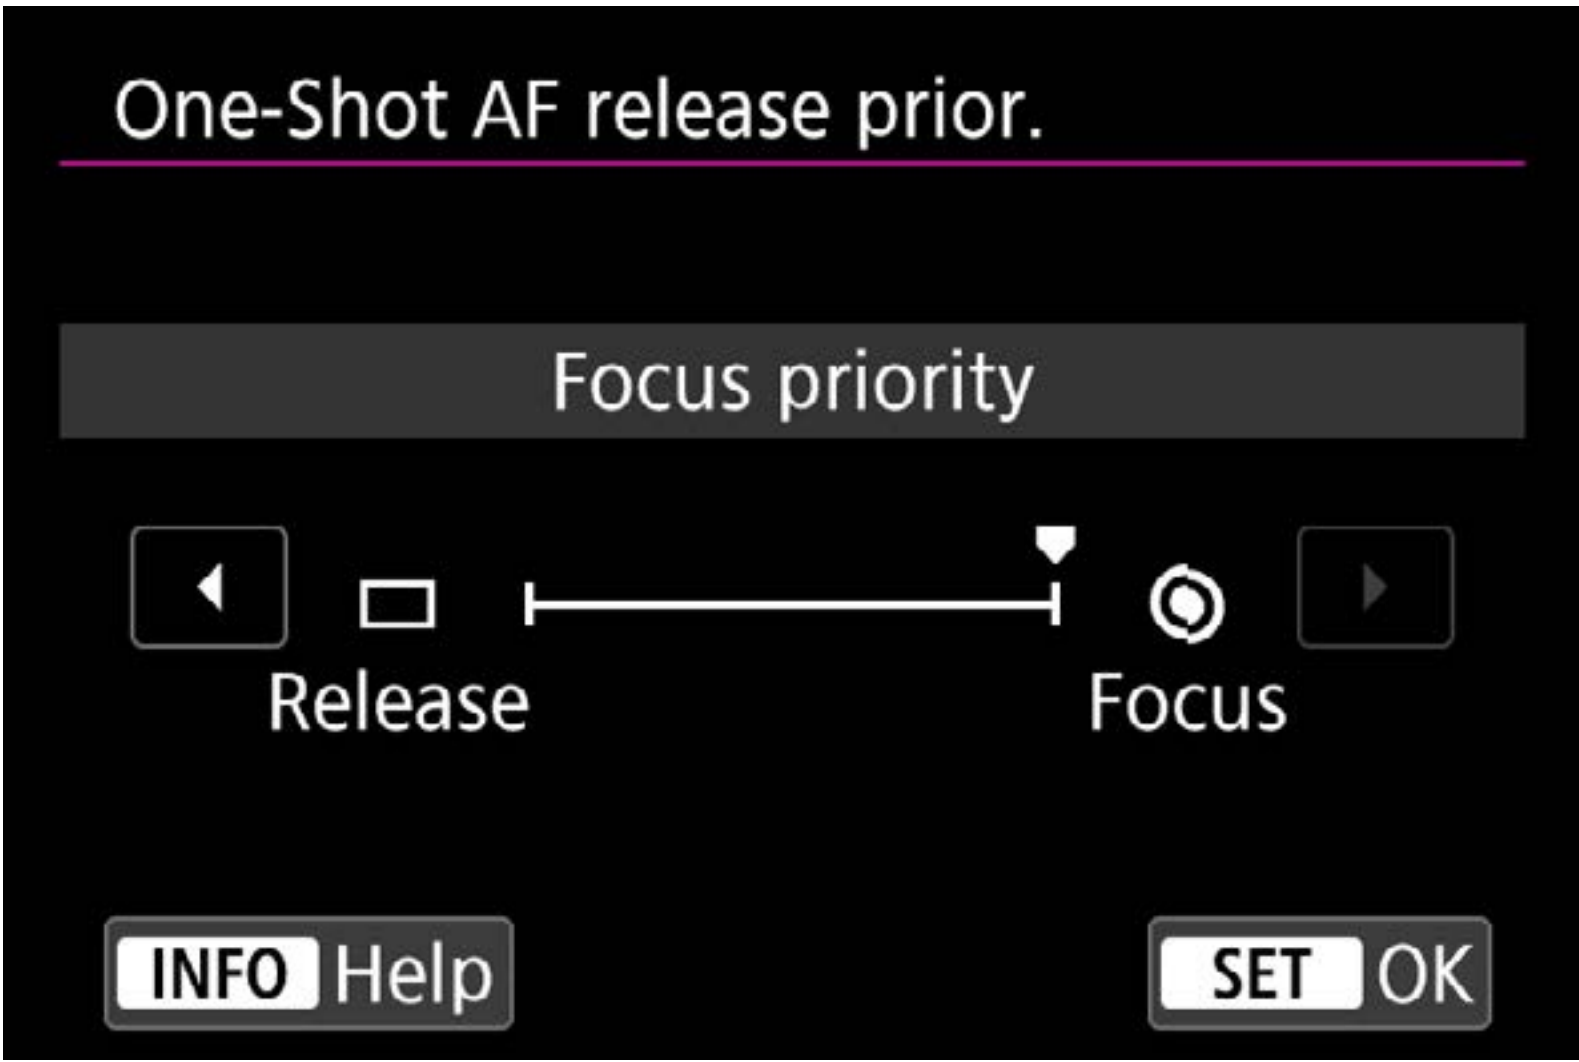 One-Shot AF release prior.
Focus priority
Release Focus
INFO Help SET OK